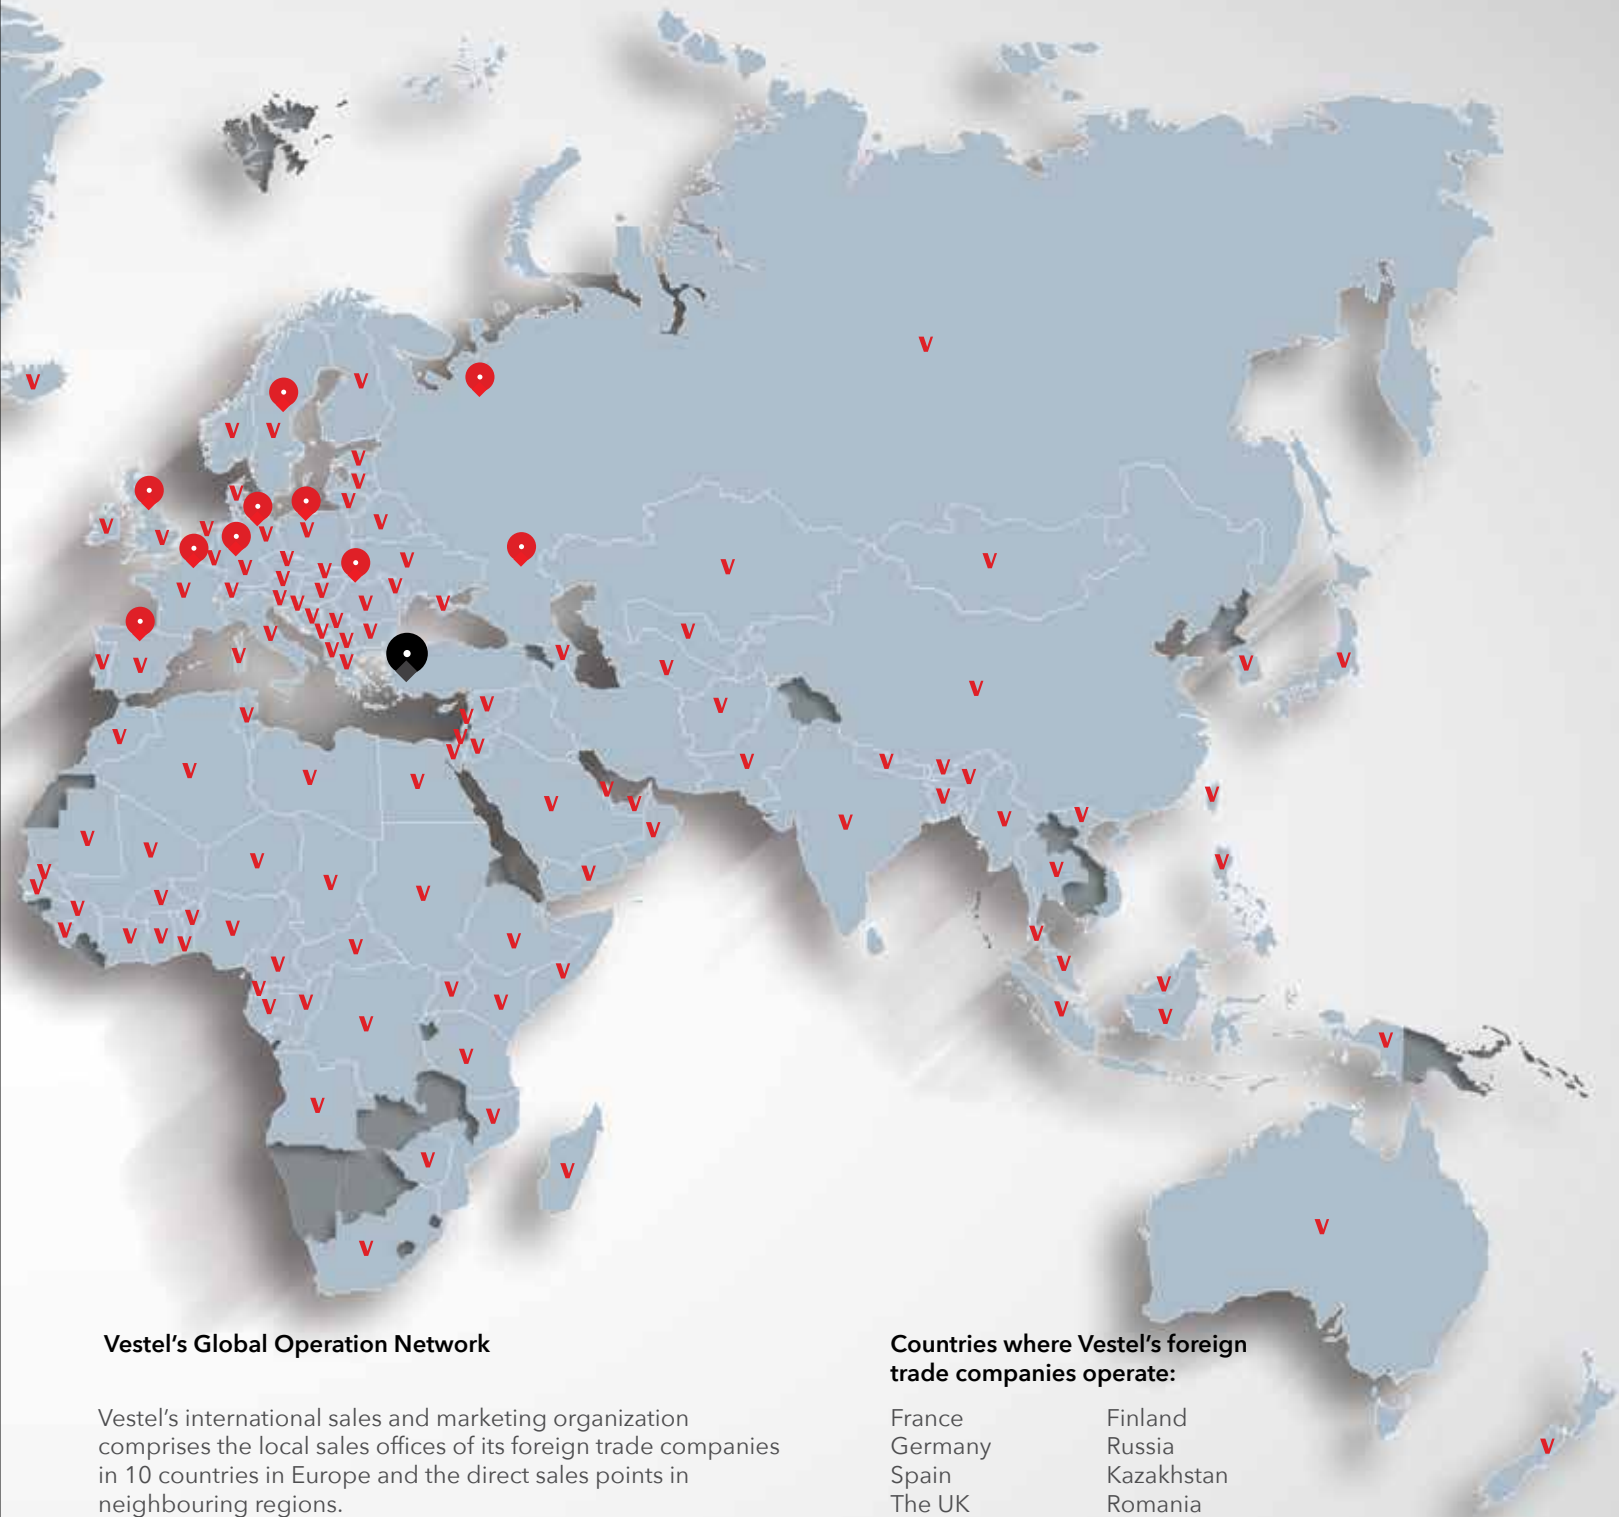 Vestel's Global Operation Network
Vestel's international sales and marketing organization
comprises the local sales offices of its foreign trade companies
in 10 countries in Europe and the direct sales points in
neighbouring regions.
Countries where Vestel's foreign
trade companies operate:
France
Germany
Spain
The UK
Finland
Russia
Kazakhstan
Romania